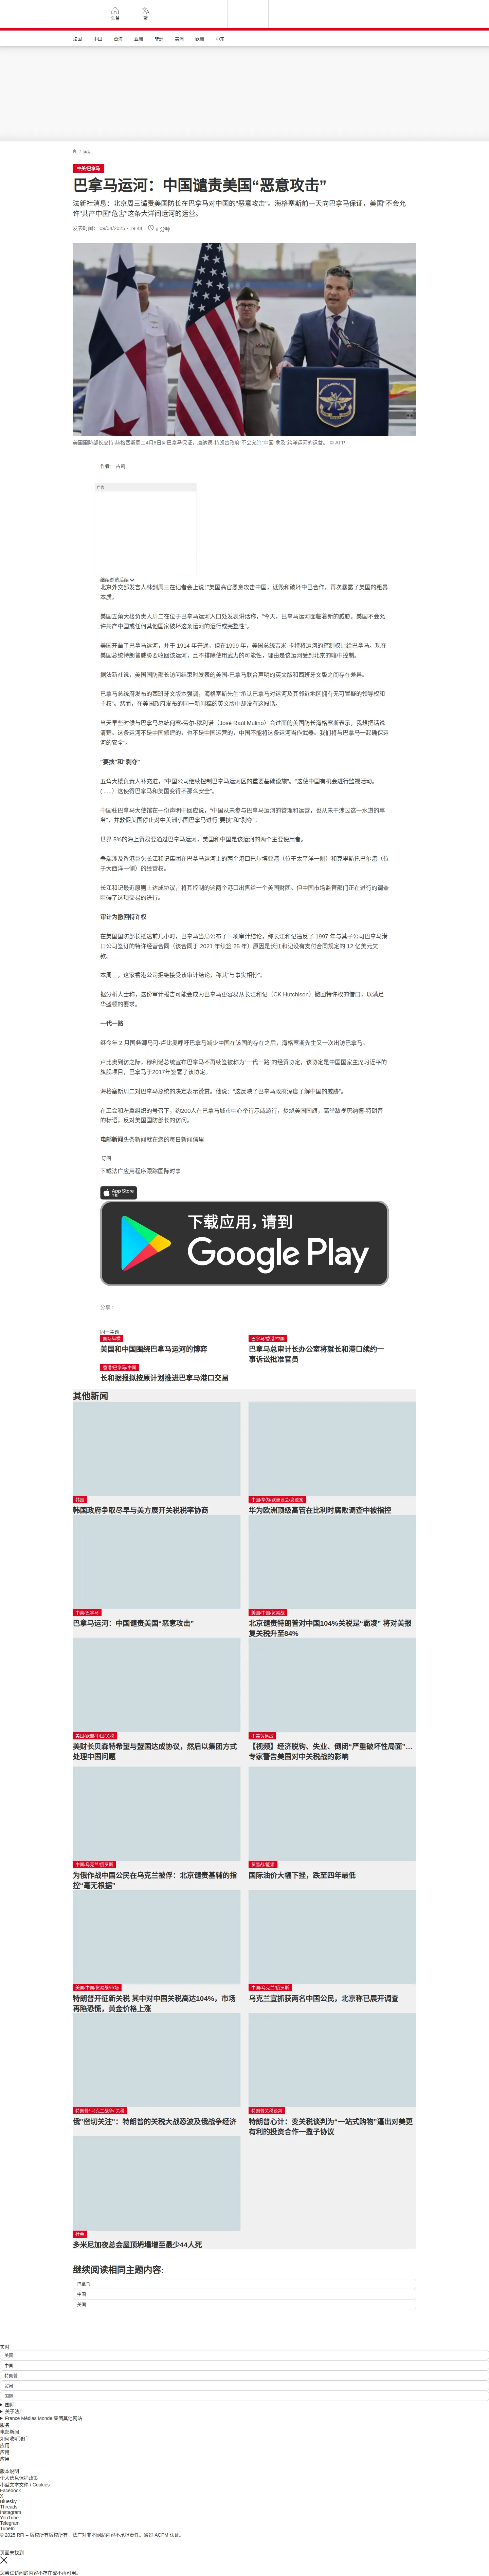 头条
繁
法国
中国
台海
亚洲
非洲
美洲
欧洲
中东
/ 国际
中美/巴拿马
巴拿马运河：中国谴责美国“恶意攻击”
法新社消息：北京周三谴责美国防长在巴拿马对中国的“恶意攻击”。海格塞斯前一天向巴拿马保证，美国“不会允
许“共产中国”危害”这条大洋间运河的运营。
发表时间： 09/04/2025 - 19:44
6 分钟
美国国防部长皮特·赫格塞斯周二4月8日向巴拿马保证，唐纳德·特朗普政府“不会允许“中国”危及”跨洋运河的运营。 © AFP
作者： 古莉
广告
继续浏览后续
北京外交部发言人林剑周三在记者会上说：“美国高官恶意攻击中国，诋毁和破坏中巴合作，再次暴露了美国的粗暴
本质。
美国五角大楼负责人周二在位于巴拿马运河入口处发表讲话称，“今天，巴拿马运河面临着新的威胁。美国不会允
许共产中国或任何其他国家破坏这条运河的运行或完整性”。
美国开凿了巴拿马运河，并于 1914 年开通，但在1999 年，美国总统吉米·卡特将运河的控制权让给巴拿马。现在
美国总统特朗普威胁要收回该运河，且不排除使用武力的可能性，理由是该运河受到北京的暗中控制。
据法新社说，美国国防部长访问结束时发表的美国-巴拿马联合声明的英文版和西班牙文版之间存在差异。
巴拿马总统府发布的西班牙文版本强调，海格塞斯先生“承认巴拿马对运河及其邻近地区拥有无可置疑的领导权和
主权”，然而，在美国政府发布的同一新闻稿的英文版中却没有这段话。
当天早些时候与巴拿马总统何塞-劳尔-穆利诺（José Raúl Mulino）会过面的美国防长海格塞斯表示，我想把话说
清楚。这条运河不是中国修建的，也不是中国运营的，中国不能将这条运河当作武器。我们将与巴拿马一起确保运
河的安全”。
“要挟”和“剥夺”
五角大楼负责人补充道，“中国公司继续控制巴拿马运河区的重要基础设施”，“这使中国有机会进行监视活动。
(......）这使得巴拿马和美国变得不那么安全”。
中国驻巴拿马大使馆在一份声明中回应说，“中国从未参与巴拿马运河的管理和运营，也从未干涉过这一水道的事
务”，并敦促美国停止对中美洲小国巴拿马进行“要挟”和“剥夺”。
世界 5%的海上贸易要通过巴拿马运河，美国和中国是该运河的两个主要使用者。
争端涉及香港巨头长江和记集团在巴拿马运河上的两个港口巴尔博亚港（位于太平洋一侧）和克里斯托巴尔港（位
于大西洋一侧）的经营权。
长江和记最近原则上达成协议，将其控制的这两个港口出售给一个美国财团。但中国市场监管部门正在进行的调查
阻碍了这项交易的进行。
审计为撤回特许权
在美国国防部长抵达前几小时，巴拿马当局公布了一项审计结论，称长江和记违反了 1997 年与其子公司巴拿马港
口公司签订的特许经营合同（该合同于 2021 年续签 25 年）原因是长江和记没有支付合同规定的 12 亿美元欠
款。
本周三，这家香港公司拒绝接受该审计结论，称其“与事实相悖”。
据分析人士称，这份审计报告可能会成为巴拿马更容易从长江和记（CK Hutchison）撤回特许权的借口，以满足
华盛顿的要求。
一代一路
继今年 2 月国务卿马可·卢比奥呼吁巴拿马减少中国在该国的存在之后，海格塞斯先生又一次出访巴拿马。
卢比奥到访之际，穆利诺总统宣布巴拿马不再续签被称为“一代一路”的经贸协定，该协定是中国国家主席习近平的
旗舰项目，巴拿马于2017年签署了该协定。
海格塞斯周二对巴拿马总统的决定表示赞赏。他说：“这反映了巴拿马政府深度了解中国的威胁”。
在工会和左翼组织的号召下，约200人在巴拿马城市中心举行示威游行，焚烧美国国旗，高举敌视唐纳德·特朗普
的标语，反对美国国防部长的访问。
电邮新闻头条新闻就在您的每日新闻信里
订阅
下载法广应用程序跟踪国际时事
App Store
下载
下载应用，请到
Google Play
分享 :
同一主题
国际纵横
美国和中国围绕巴拿马运河的博弈
巴拿马/香港/中国
巴拿马总审计长办公室将就长和港口续约一
事诉讼批准官员
香港/巴拿马/中国
长和据报拟按原计划推进巴拿马港口交易
其他新闻
韩国
韩国政府争取尽早与美方展开关税税率协商
中国/华为/欧洲议会/腐败案
华为欧洲顶级高管在比利时腐败调查中被指控
中美/巴拿马
巴拿马运河：中国谴责美国“恶意攻击”
美国/中国/贸易战
北京谴责特朗普对中国104%关税是“霸凌” 将对美报
复关税升至84%
美国/联盟/中国/关税
美财长贝森特希望与盟国达成协议，然后以集团方式
处理中国问题
中美贸易战
【视频】经济脱钩、失业、倒闭“严重破坏性局面”…
专家警告美国对中关税战的影响
中国/乌克兰/俄罗斯
为俄作战中国公民在乌克兰被俘：北京谴责基辅的指
控“毫无根据”
贸易战/能源
国际油价大幅下挫，跌至四年最低
美国/中国/贸易战/市场
特朗普开征新关税 其中对中国关税高达104%，市场
再陷恐慌，黄金价格上涨
中国/乌克兰/俄罗斯
乌克兰宣抓获两名中国公民，北京称已展开调查
特朗普/ 乌克兰战争/ 关税
俄"密切关注"：特朗普的关税大战恐波及俄战争经济
特朗普关税谈判
特朗普心计：变关税谈判为“一站式购物”逼出对美更
有利的投资合作一揽子协议
社会
多米尼加夜总会屋顶坍塌增至最少44人死
继续阅读相同主题内容:
巴拿马
中国
美国
实时
美国
中国
特朗普
贸易
国际
国际
关于法广
France Médias Monde 集团其他网站
服务
电邮新闻
如何收听法广
应用
应用
应用
版本说明
个人信息保护政策
小型文本文件 / Cookies
Facebook
X
Bluesky
Threads
Instagram
YouTube
Telegram
TuneIn
© 2025 RFI – 版权所有版权所有。法广对非本网站内容不承担责任。通过 ACPM 认证。
页面未找到
您尝试访问的内容不存在或不再可用。